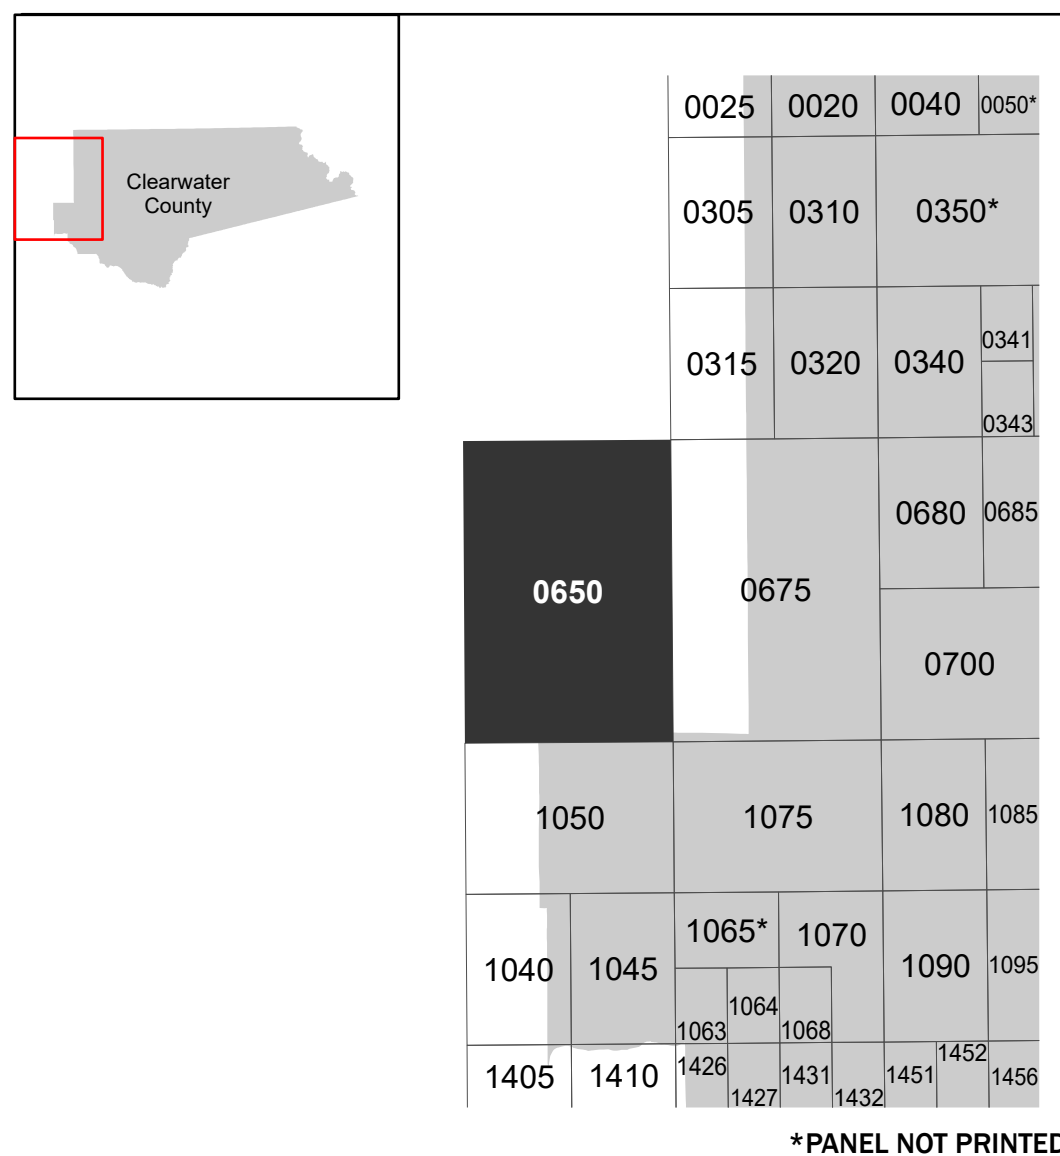 Clearwater
County
0025 0020 0040 0050*
0305 0310 0350*
0315 0320 0340 0341
0343
0650 0675 0680 0685
0700
1050 1075 1080 1085
1040 1045 1065* 1070 1090 1095
1063 1064 1068
1405 1410 1426 1427 1431 1432 1451 1452 1456
*PANEL NOT PRINTED